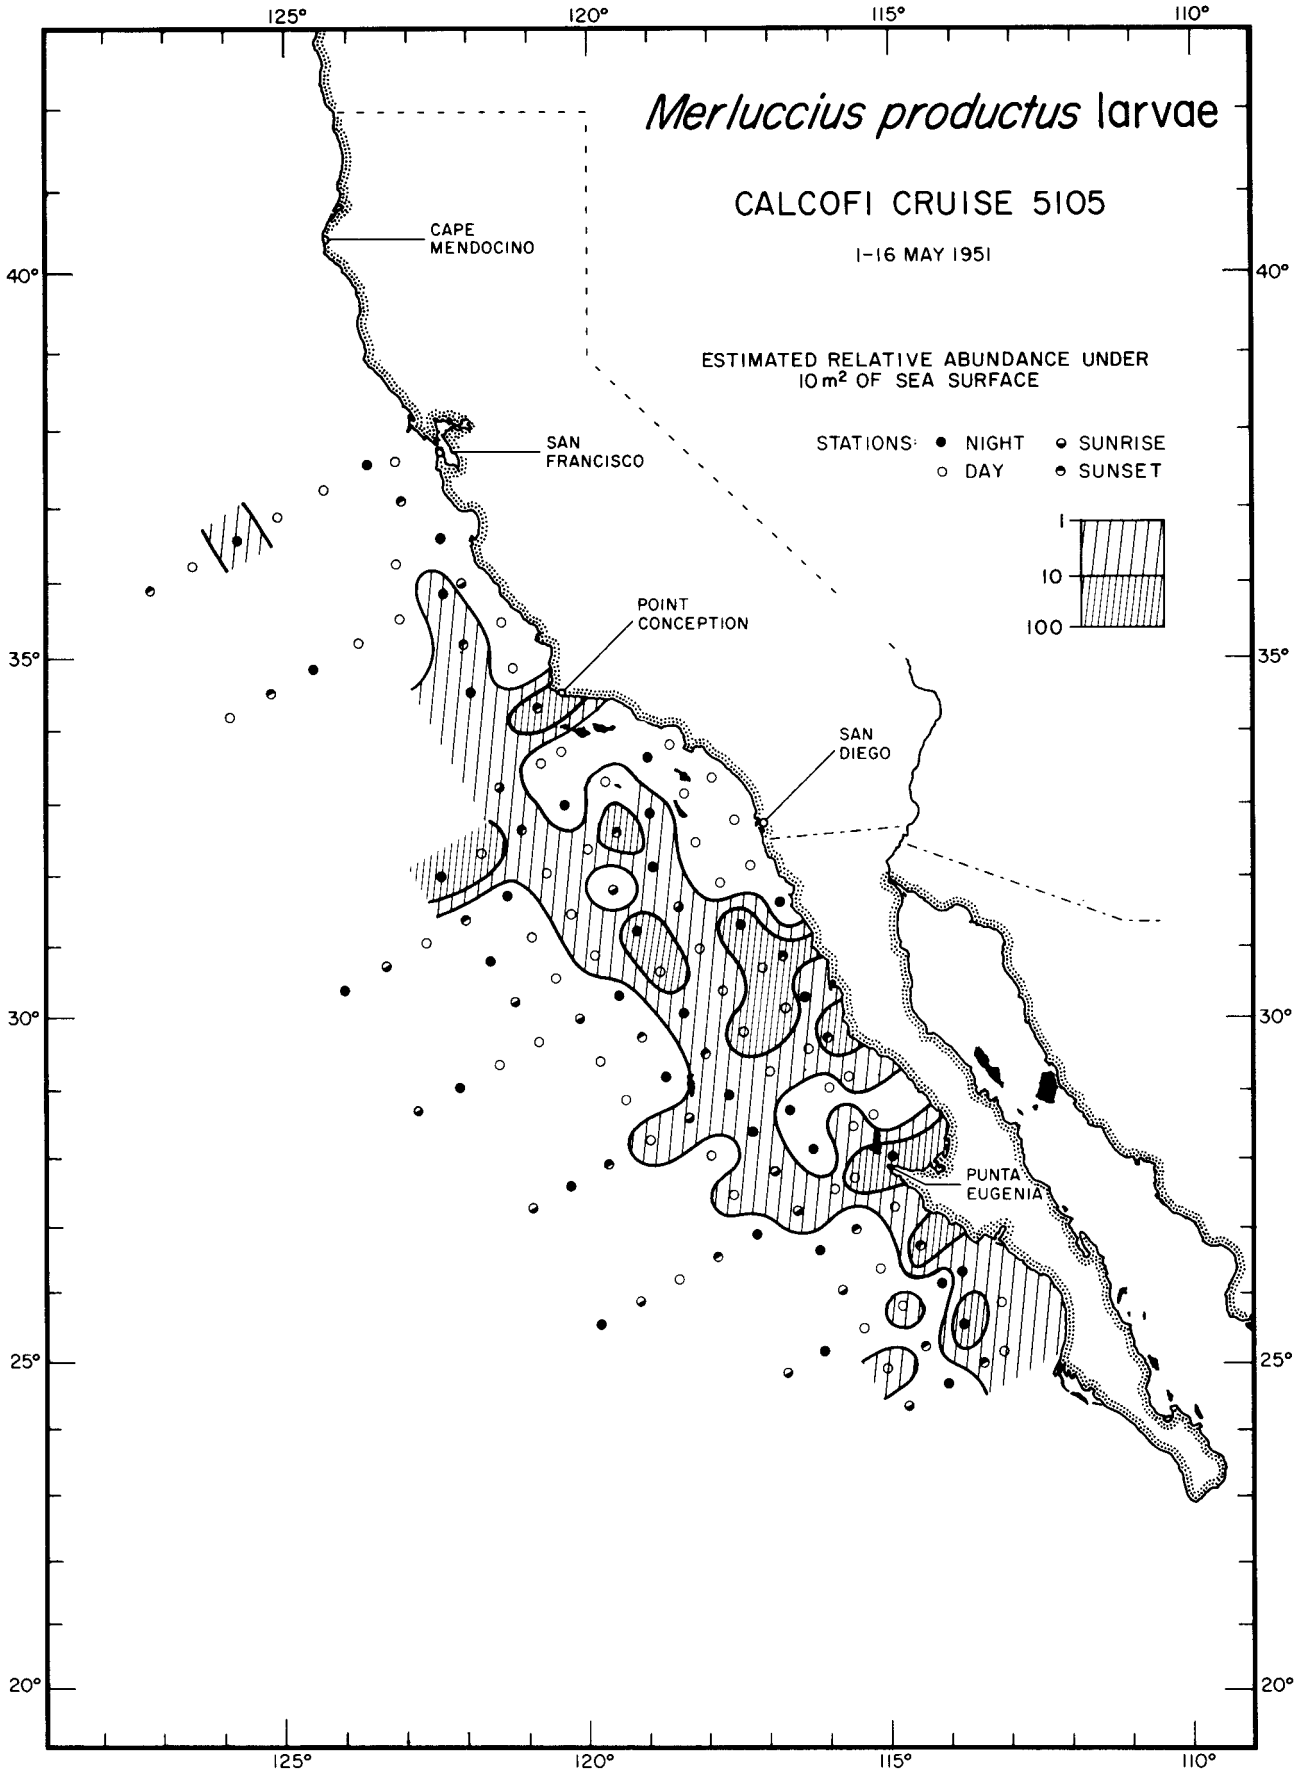 125° 120° 115° 110°
Merluccius productus larvae
CALCOFI CRUISE 5105
1-16 MAY 1951
CAPE
MENDOCINO
40° 40°
ESTIMATED RELATIVE ABUNDANCE UNDER
10 m² OF SEA SURFACE
STATIONS: NIGHT SUNRISE
DAY SUNSET
SAN
FRANCISCO
1
10
100
POINT
CONCEPTION
35° 35°
SAN
DIEGO
30° 30°
PUNTA
EUGENIA
25° 25°
20° 20°
125° 120° 115° 110°